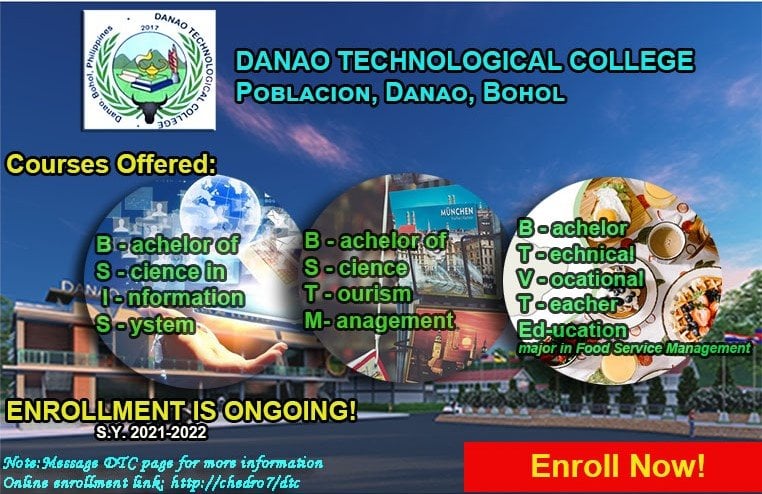 DANAO TECHNOLOGICAL COLLEGE
2017
Danao, Bohol, Philippines
DANAO TECHNOLOGICAL COLLEGE
POBLACION, DANAO, BOHOL
Courses Offered:
B - achelor of
S - cience in
I - nformation
S - ystem
MÜNCHEN
B - achelor of
S - cience
T - ourism
M- anagement
B - achelor
T - echnical
V - ocational
T - eacher
Ed-ucation
major in Food Service Management
DANAO
ENROLLMENT IS ONGOING!
S.Y. 2021-2022
Note:Message DTC page for more information
Online enrollment link; http://chedro7/dtc
Enroll Now!